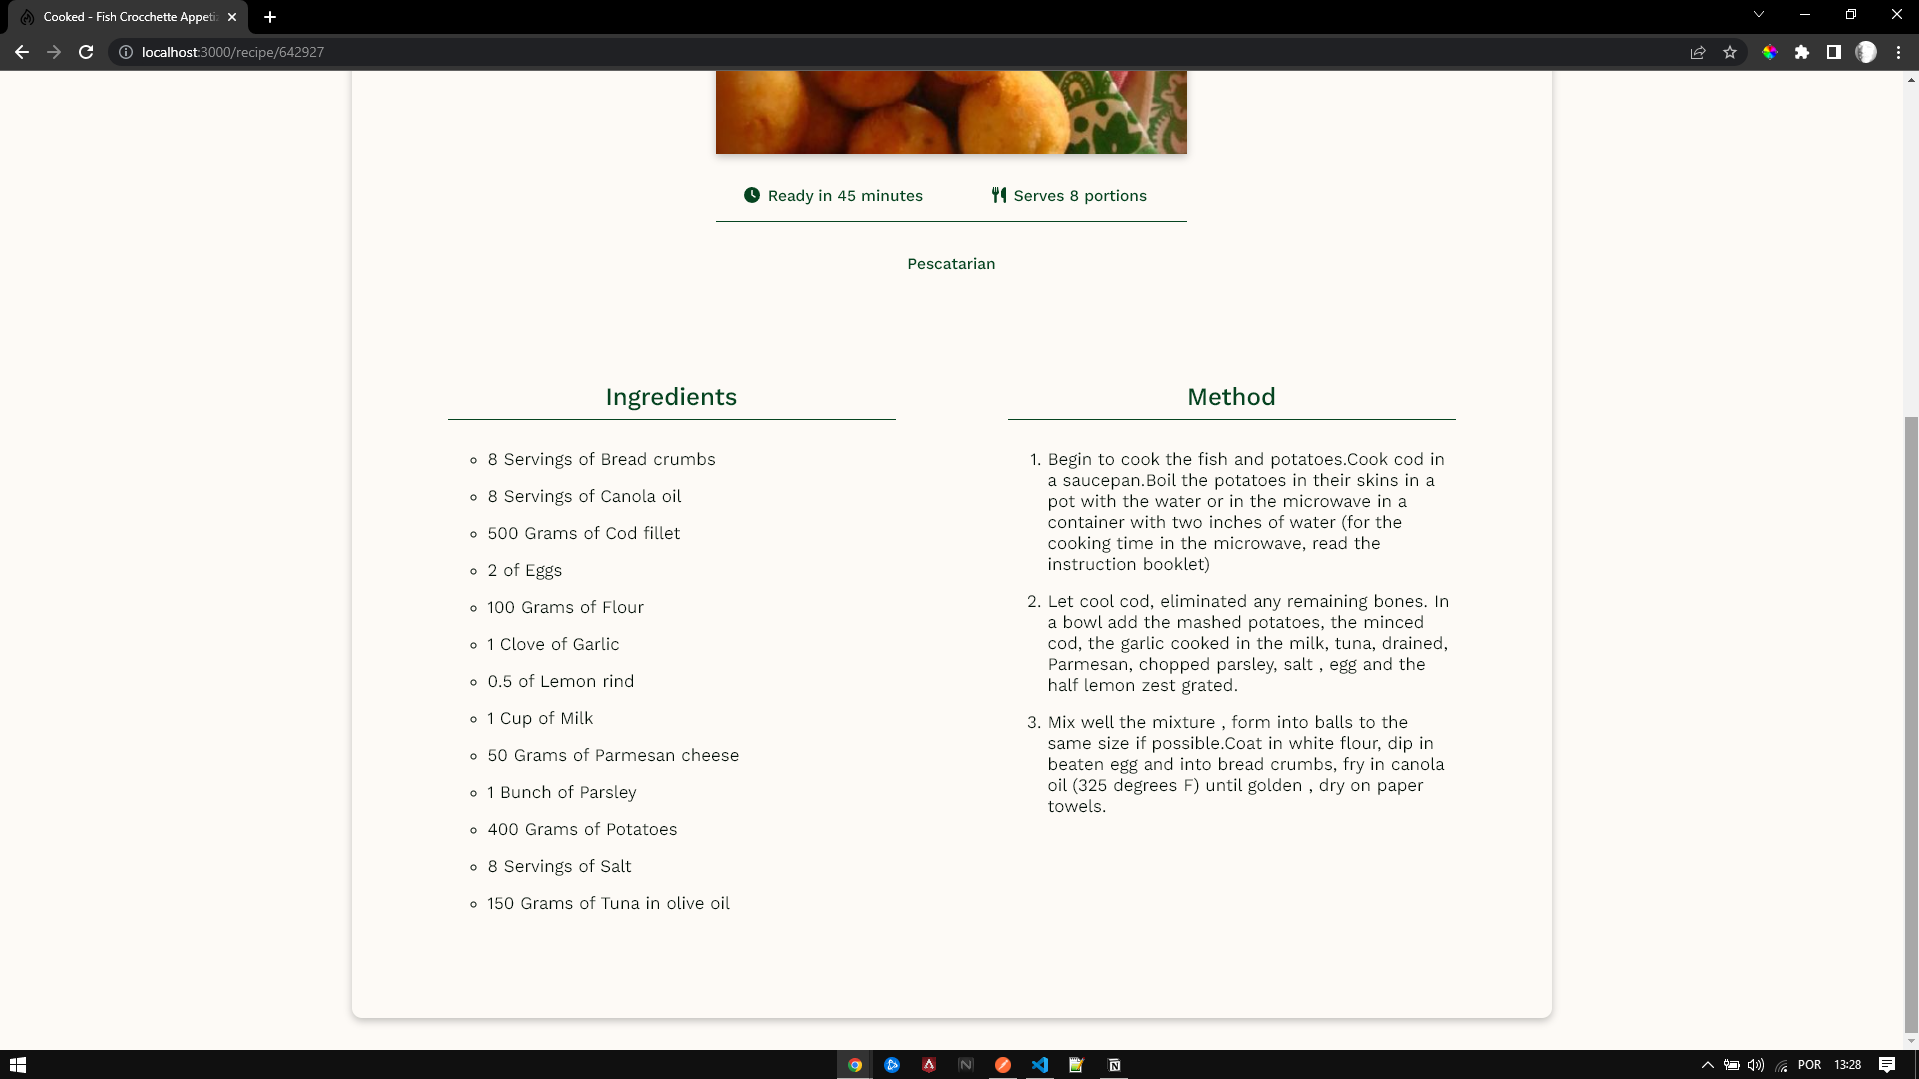 Cooked - Fish Crocchette Appeti
localhost:3000/recipe/642927
Ready in 45 minutes
Serves 8 portions
Pescatarian
Ingredients
8 Servings of Bread crumbs
8 Servings of Canola oil
500 Grams of Cod fillet
2 of Eggs
100 Grams of Flour
1 Clove of Garlic
0.5 of Lemon rind
1 Cup of Milk
50 Grams of Parmesan cheese
1 Bunch of Parsley
400 Grams of Potatoes
8 Servings of Salt
150 Grams of Tuna in olive oil
Method
1. Begin to cook the fish and potatoes.Cook cod in
a saucepan.Boil the potatoes in their skins in a
pot with the water or in the microwave in a
container with two inches of water (for the
cooking time in the microwave, read the
instruction booklet)
2. Let cool cod, eliminated any remaining bones. In
a bowl add the mashed potatoes, the minced
cod, the garlic cooked in the milk, tuna, drained,
Parmesan, chopped parsley, salt , egg and the
half lemon zest grated.
3. Mix well the mixture , form into balls to the
same size if possible.Coat in white flour, dip in
beaten egg and into bread crumbs, fry in canola
oil (325 degrees F) until golden , dry on paper
towels.
POR
13:28